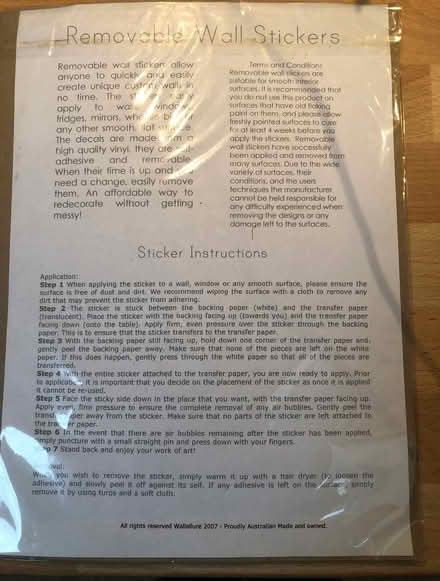 Removable Wall Stickers
Removable wall stickers allow
anyone to quickly and easily
create unique custom walls in
no time. The
apply to
fridges, mirrors,
any other smooth, flat
The decals are made from a
high quality vinyl, they are self-
adhesive and removable.
When their time is up and you
need a change, easily remove
them. An affordable way to
redecorate without getting
messy!
Terms and Conditions
Removable wall stickers are
suitable for smooth interior
surfaces. It is recommended that
you do not use this product on
surfaces that have old flaking
paint on them, and please allow
freshly painted surfaces to cure
for at least 4 weeks before you
apply the stickers. Removable
wall stickers have successfully
been applied and removed from
many surfaces. Due to the wide
variety of surfaces, their
conditions, and the users
techniques the manufacturer
cannot be held responsible for
any difficulty experienced when
removing the designs or any
damage left to the surfaces.
Sticker Instructions
Application:
Step 1 When applying the sticker to a wall, window or any smooth surface, please ensure the
surface is free of dust and dirt. We recommend wiping the surface with a cloth to remove any
dirt that may prevent the sticker from adhering.
Step 2 The sticker is stuck between the backing paper (white) and the transfer paper
(translucent). Place the sticker with the backing facing up (towards you) and the transfer paper
facing down (onto the table). Apply firm, even pressure over the sticker through the backing
paper. This is to ensure that the sticker transfers to the transfer paper.
Step 3 With the backing paper still facing up, hold down one corner of the transfer paper and
gently peel the backing paper away. Make sure that none of the pieces are left on the white
paper. If this does happen, gently press through the white paper so that all of the pieces are
transferred.
Step 4 With the entire sticker attached to the transfer paper, you are now ready to apply. Prior
to application it is important that you decide on the placement of the sticker as once it is applied
it cannot be re-used.
Step 5 Face the sticky side down in the place that you want, with the transfer paper facing up.
Apply even, firm pressure to ensure the complete removal of any air bubbles. Gently peel the
transfer paper away from the sticker. Make sure that no parts of the sticker are left attached to
the transfer paper.
Step 6 In the event that there are air bubbles remaining after the sticker has been applied,
simply puncture with a small straight pin and press down with your fingers.
Step 7 Stand back and enjoy your work of art!
Removal:
When you wish to remove the sticker, simply warm it up with a hair dryer (to loosen the
adhesive) and slowly peel it off against its self. If any adhesive is left on the surface, simply
remove it by using turps and a soft cloths.
All rights reserved Wallallure 2007 - Proudly Australian Made and owned.